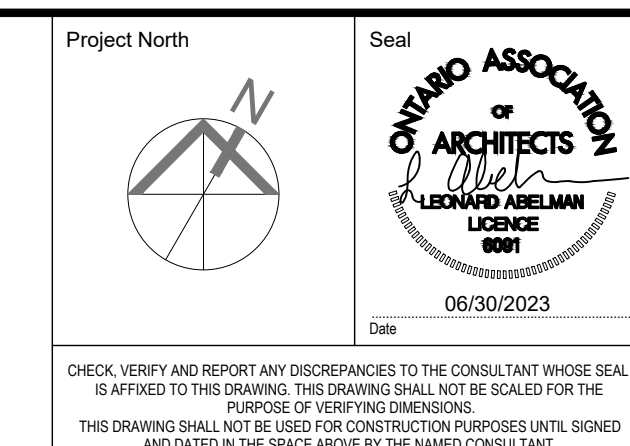 Project North
N
Seal
ONTARIO ASSOCIATION
OF
ARCHITECTS
L Abel
LEONARD ABELMAN
LICENCE
6091
06/30/2023
Date
CHECK, VERIFY AND REPORT ANY DISCREPANCIES TO THE CONSULTANT WHOSE SEAL
IS AFFIXED TO THIS DRAWING. THIS DRAWING SHALL NOT BE SCALED FOR THE
PURPOSE OF VERIFYING DIMENSIONS.
THIS DRAWING SHALL NOT BE USED FOR CONSTRUCTION PURPOSES UNTIL SIGNED
AND DATED IN THE SPACE ABOVE BY THE NAMED CONSULTANT